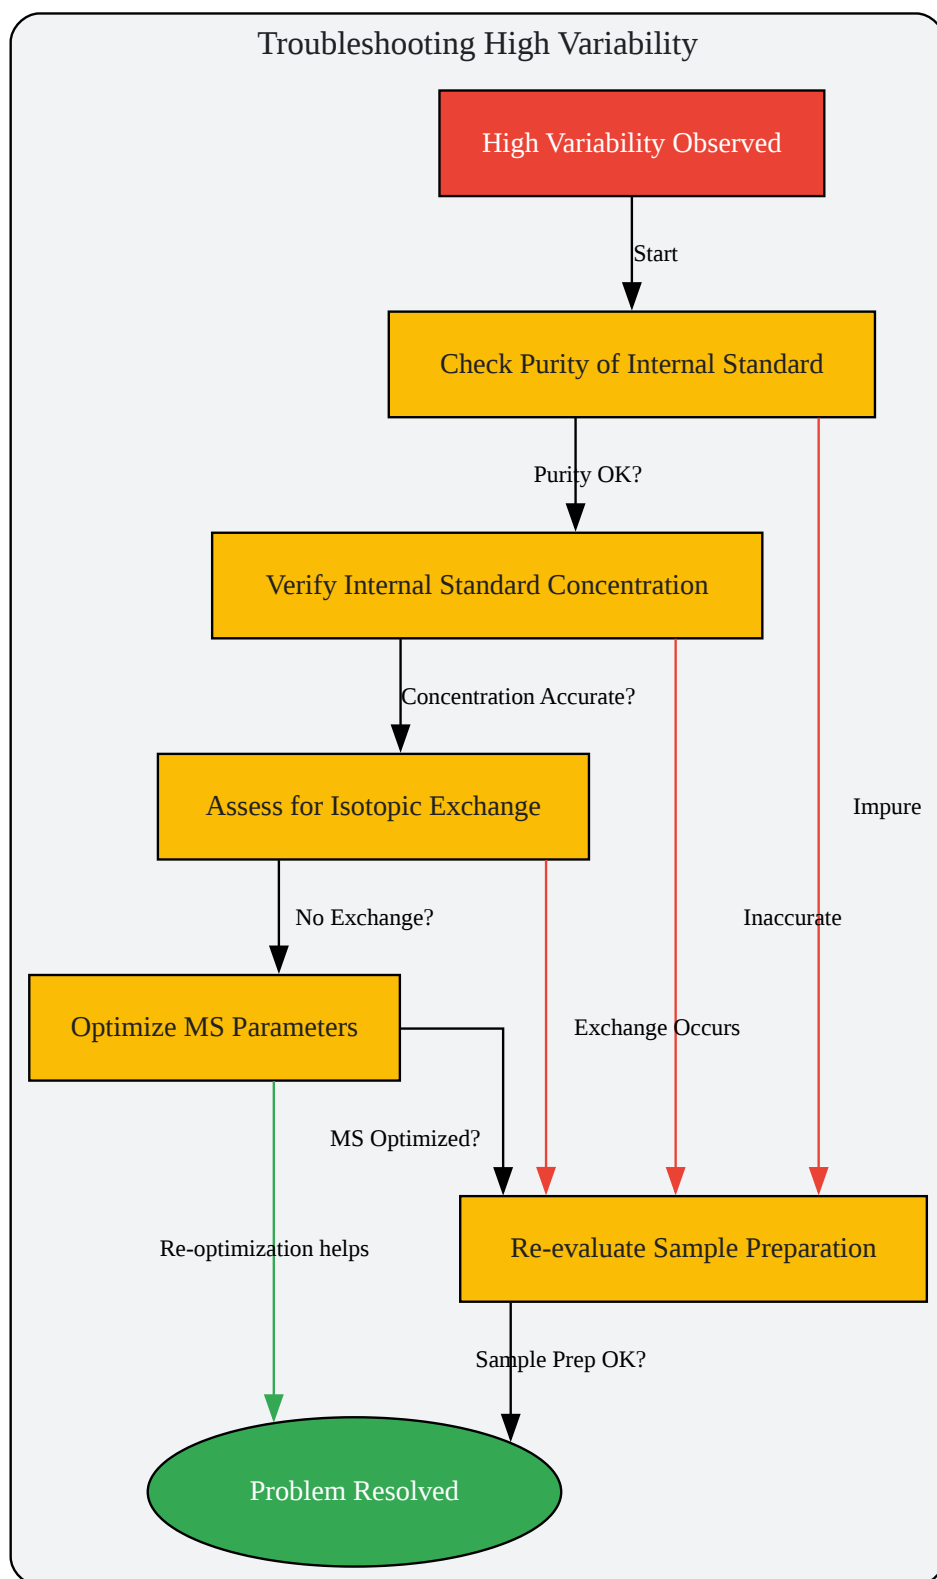 Troubleshooting High Variability
High Variability Observed
Start
Check Purity of Internal Standard
Purity OK?
Verify Internal Standard Concentration
Concentration Accurate?
Assess for Isotopic Exchange
Impure
No Exchange?
Inaccurate
Optimize MS Parameters
Exchange Occurs
MS Optimized?
Re-optimization helps
Re-evaluate Sample Preparation
Sample Prep OK?
Problem Resolved